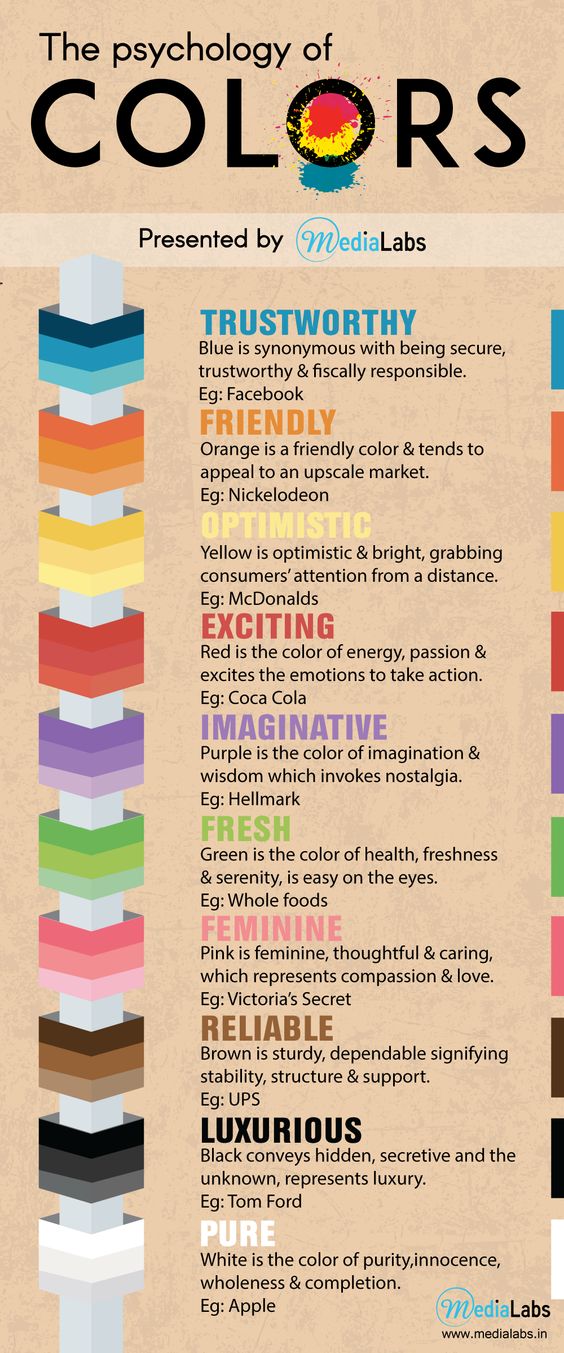 The psychology of
COLORS
Presented by MediaLabs
TRUSTWORTHY
Blue is synonymous with being secure,
trustworthy & fiscally responsible.
Eg: Facebook
FRIENDLY
Orange is a friendly color & tends to
appeal to an upscale market.
Eg: Nickelodeon
OPTIMISTIC
Yellow is optimistic & bright, grabbing
consumers' attention from a distance.
Eg: McDonalds
EXCITING
Red is the color of energy, passion &
excites the emotions to take action.
Eg: Coca Cola
IMAGINATIVE
Purple is the color of imagination &
wisdom which invokes nostalgia.
Eg: Hellmark
FRESH
Green is the color of health, freshness
& serenity, is easy on the eyes.
Eg: Whole foods
FEMININE
Pink is feminine, thoughtful & caring,
which represents compassion & love.
Eg: Victoria's Secret
RELIABLE
Brown is sturdy, dependable signifying
stability, structure & support.
Eg: UPS
LUXURIOUS
Black conveys hidden, secretive and the
unknown, represents luxury.
Eg: Tom Ford
PURE
White is the color of purity,innocence,
wholeness & completion.
Eg: Apple
MediaLabs
www.medialabs.in